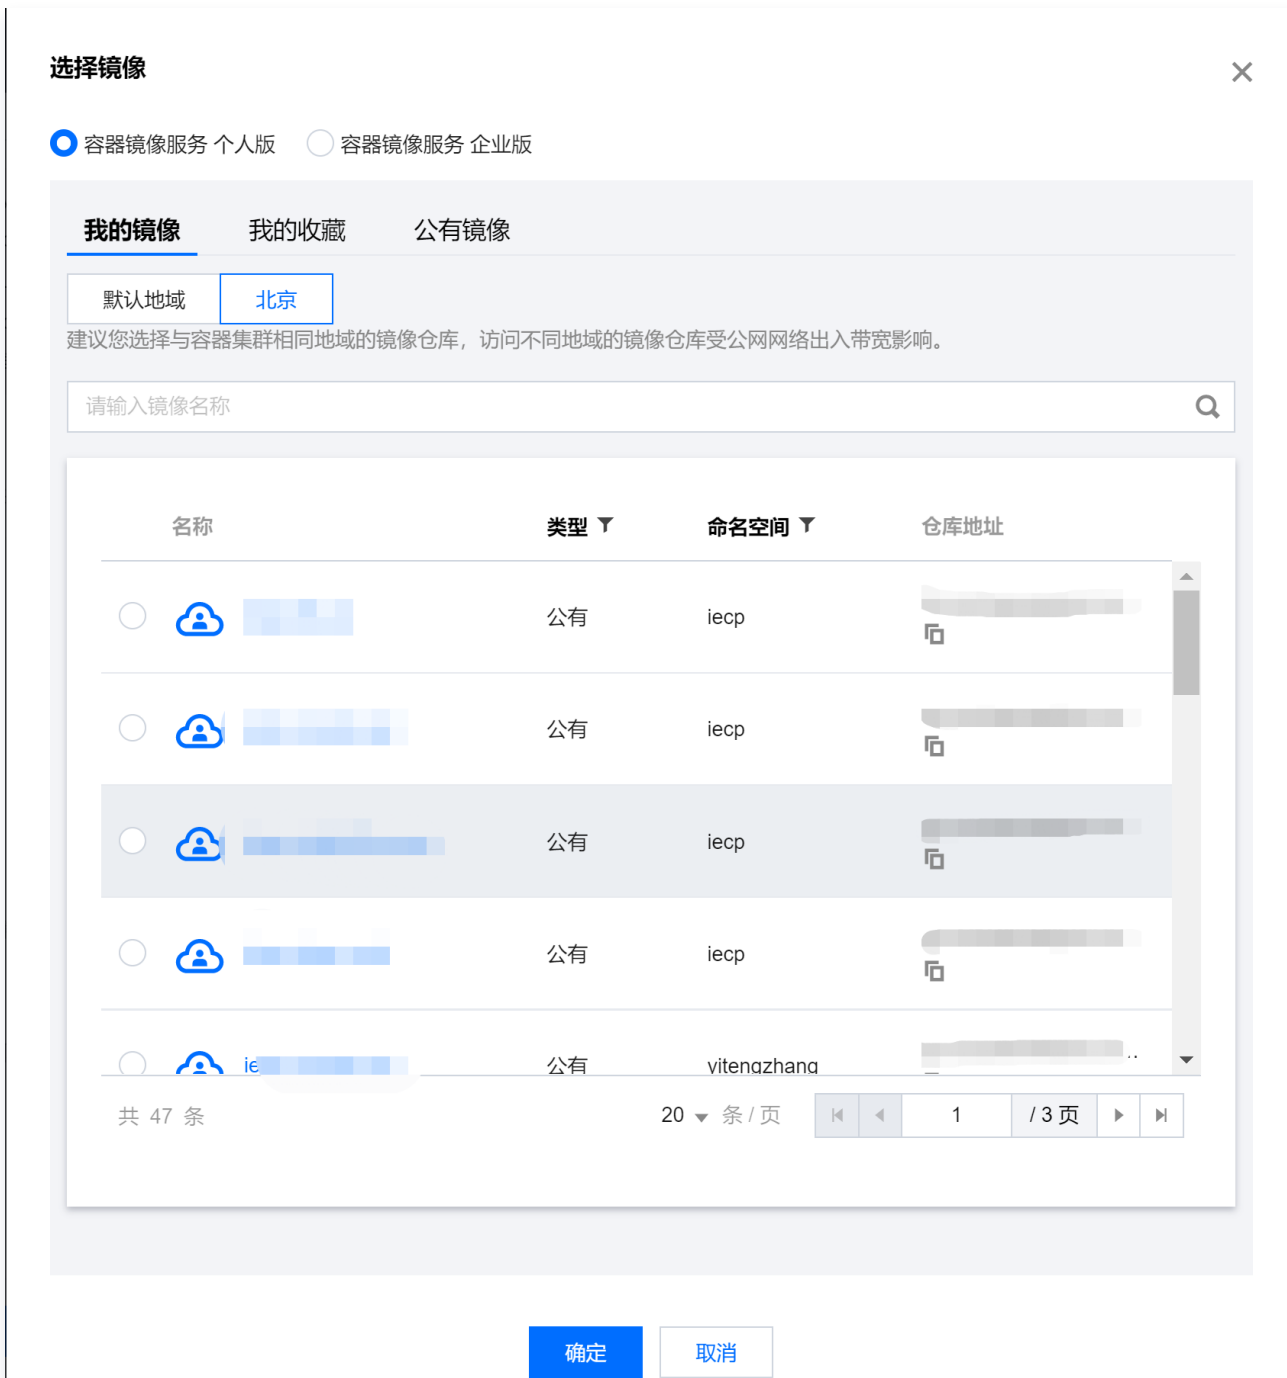 选择镜像
容器镜像服务 个人版 容器镜像服务 企业版
我的镜像 我的收藏 公有镜像
默认地域 北京
建议您选择与容器集群相同地域的镜像仓库，访问不同地域的镜像仓库受公网网络出入带宽影响。
请输入镜像名称
名称 类型 命名空间 仓库地址
公有 iecp
公有 iecp
公有 iecp
公有 iecp
公有 yitengzhang
共 47 条 20 条 / 页 1 / 3 页
确定 取消